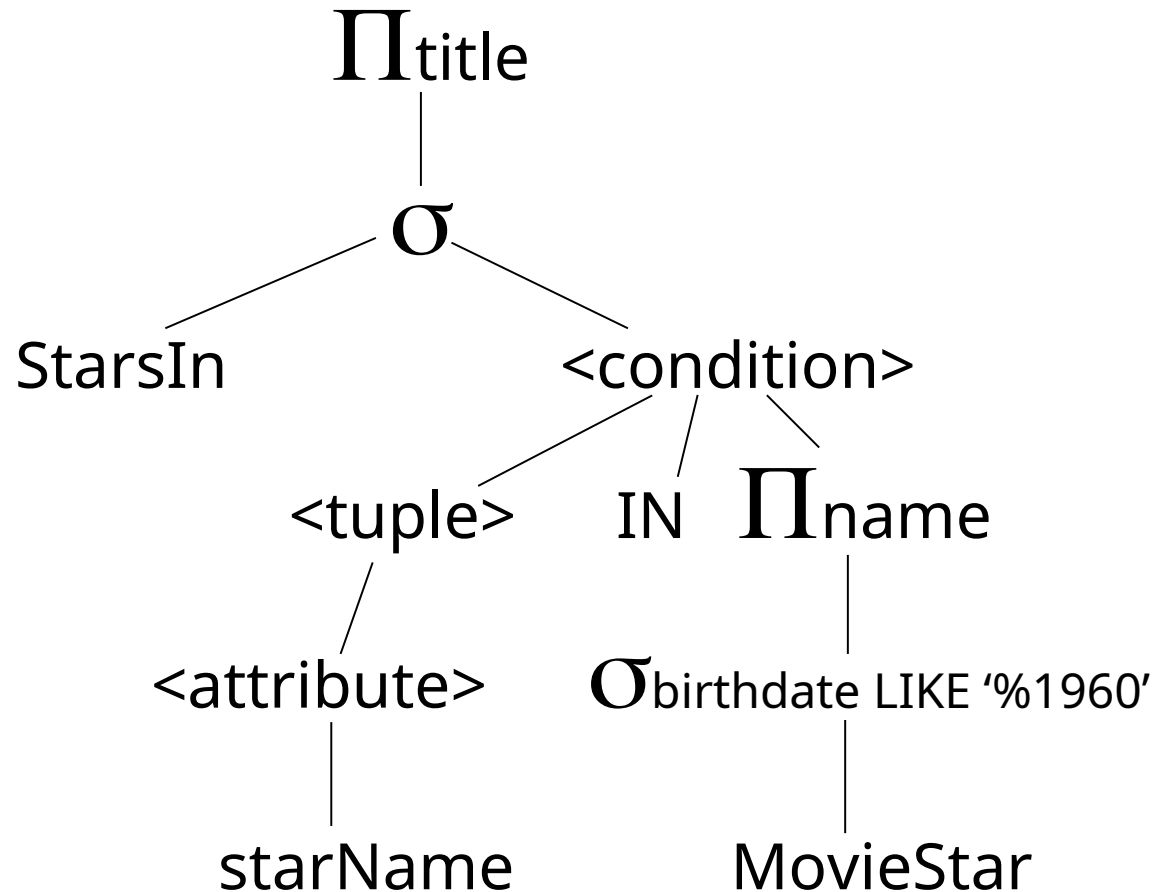 Πtitle
σ
StarsIn <condition>
<tuple> IN Πname
<attribute> σbirthdate LIKE ‘%1960’
starName MovieStar